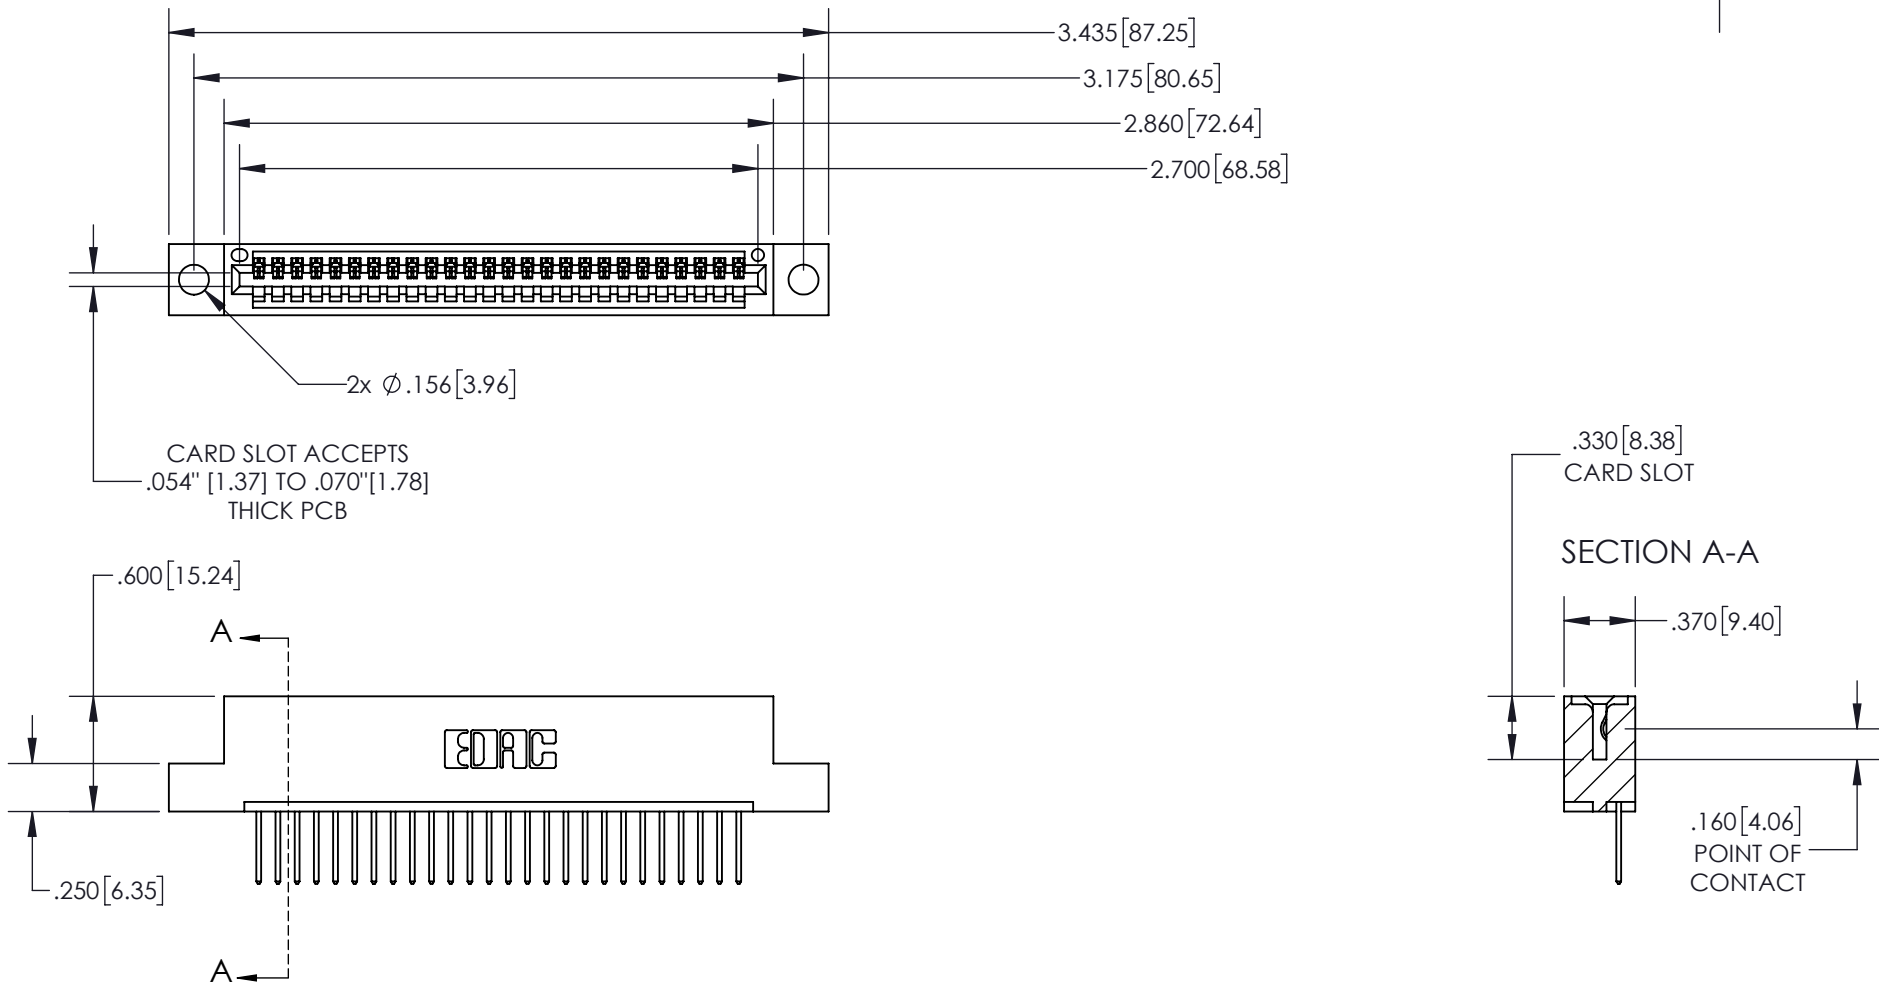 3.435[87.25]
3.175[80.65]
2.860[72.64]
2.700[68.58]
2x Ø.156[3.96]
CARD SLOT ACCEPTS
.054" [1.37] TO .070"[1.78]
THICK PCB
.330[8.38]
CARD SLOT
SECTION A-A
.600[15.24]
.370[9.40]
A
EDAC
.160[4.06]
POINT OF
CONTACT
.250[6.35]
A